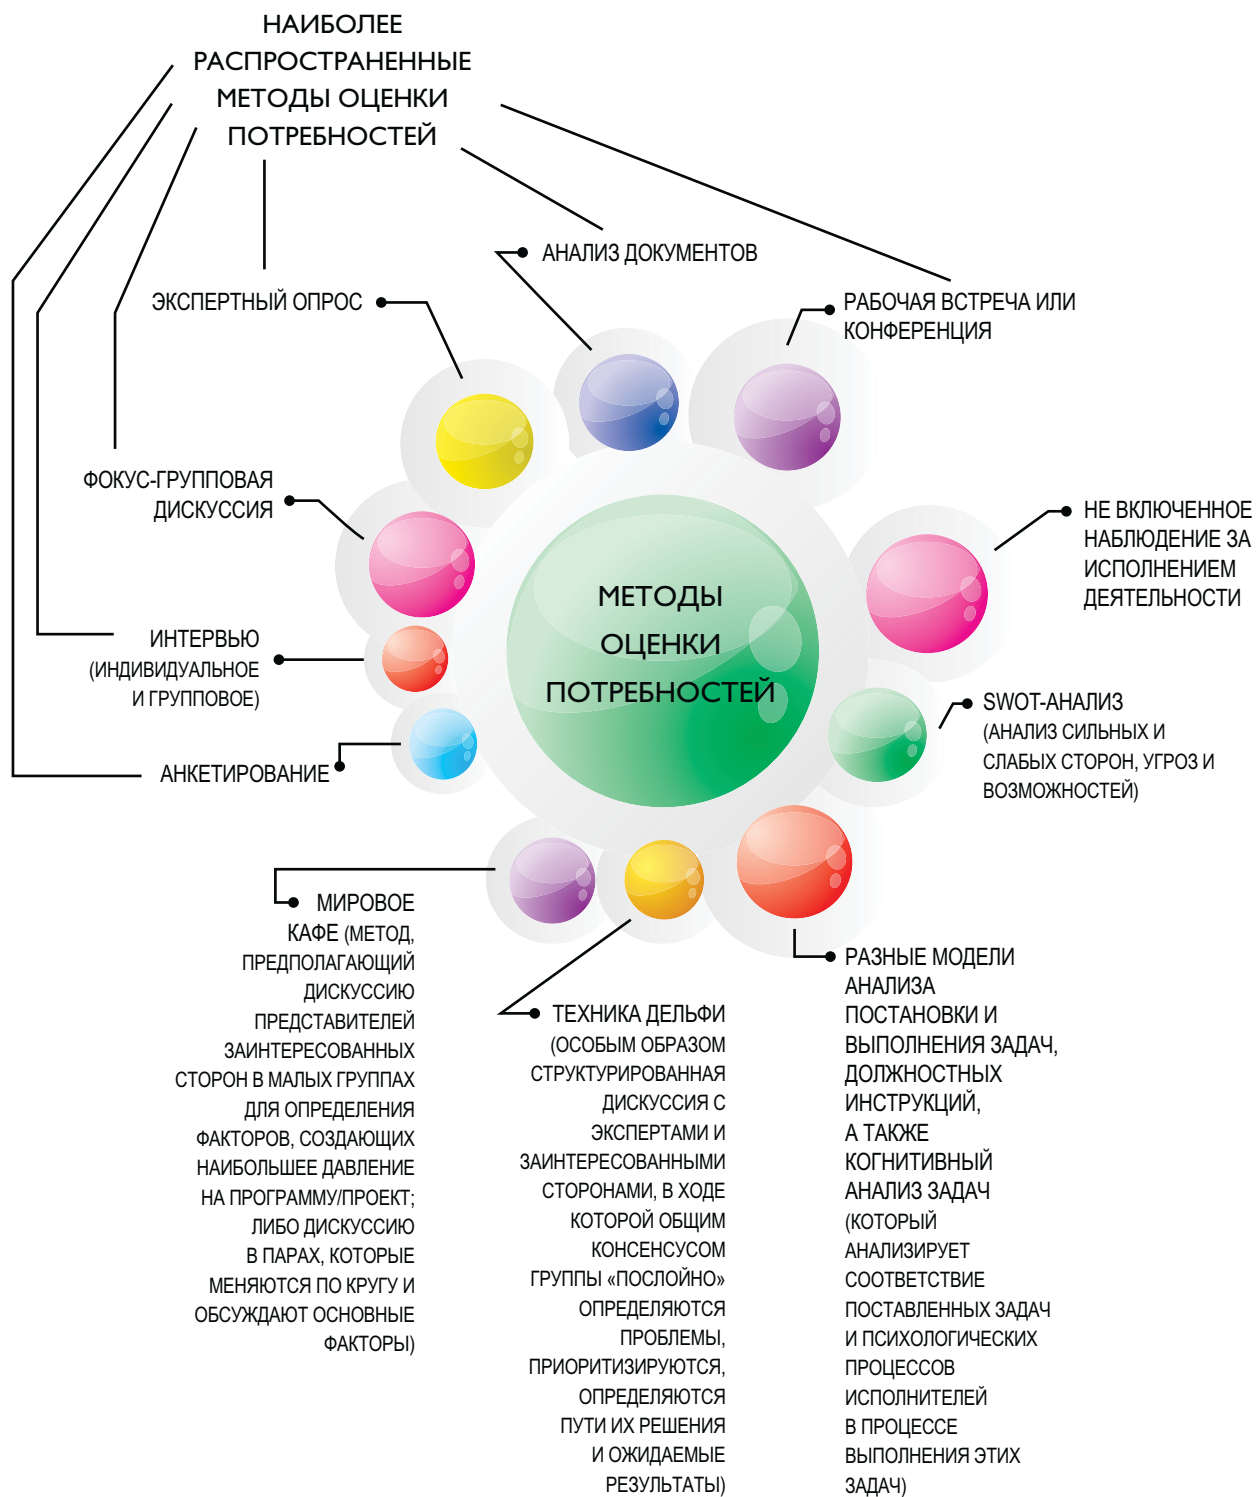 НАИБОЛЕЕ
РАСПРОСТРАНЕННЫЕ
МЕТОДЫ ОЦЕНКИ
ПОТРЕБНОСТЕЙ
АНАЛИЗ ДОКУМЕНТОВ
ЭКСПЕРТНЫЙ ОПРОС
РАБОЧАЯ ВСТРЕЧА ИЛИ
КОНФЕРЕНЦИЯ
ФОКУС-ГРУППОВАЯ
ДИСКУССИЯ
НЕ ВКЛЮЧЕННОЕ
НАБЛЮДЕНИЕ ЗА
ИСПОЛНЕНИЕМ
ДЕЯТЕЛЬНОСТИ
МЕТОДЫ
ОЦЕНКИ
ПОТРЕБНОСТЕЙ
ИНТЕРВЬЮ
(ИНДИВИДУАЛЬНОЕ
И ГРУППОВОЕ)
SWOT-АНАЛИЗ
(АНАЛИЗ СИЛЬНЫХ И
СЛАБЫХ СТОРОН, УГРОЗ И
ВОЗМОЖНОСТЕЙ)
АНКЕТИРОВАНИЕ
МИРОВОЕ
КАФЕ (МЕТОД,
ПРЕДПОЛАГАЮЩИЙ
ДИСКУССИЮ
ПРЕДСТАВИТЕЛЕЙ
ЗАИНТЕРЕСОВАННЫХ
СТОРОН В МАЛЫХ ГРУППАХ
ДЛЯ ОПРЕДЕЛЕНИЯ
ФАКТОРОВ, СОЗДАЮЩИХ
НАИБОЛЬШЕЕ ДАВЛЕНИЕ
НА ПРОГРАММУ/ПРОЕКТ;
ЛИБО ДИСКУССИЮ
В ПАРАХ, КОТОРЫЕ
МЕНЯЮТСЯ ПО КРУГУ И
ОБСУЖДАЮТ ОСНОВНЫЕ
ФАКТОРЫ)
ТЕХНИКА ДЕЛЬФИ
(ОСОБЫМ ОБРАЗОМ
СТРУКТУРИРОВАННАЯ
ДИСКУССИЯ С
ЭКСПЕРТАМИ И
ЗАИНТЕРЕСОВАННЫМИ
СТОРОНАМИ, В ХОДЕ
КОТОРОЙ ОБЩИМ
КОНСЕНСУСОМ
ГРУППЫ «ПОСЛОЙНО»
ОПРЕДЕЛЯЮТСЯ
ПРОБЛЕМЫ,
ПРИОРИТИЗИРУЮТСЯ,
ОПРЕДЕЛЯЮТСЯ
ПУТИ ИХ РЕШЕНИЯ
И ОЖИДАЕМЫЕ
РЕЗУЛЬТАТЫ)
РАЗНЫЕ МОДЕЛИ
АНАЛИЗА
ПОСТАНОВКИ И
ВЫПОЛНЕНИЯ ЗАДАЧ,
ДОЛЖНОСТНЫХ
ИНСТРУКЦИЙ,
А ТАКЖЕ
КОГНИТИВНЫЙ
АНАЛИЗ ЗАДАЧ
(КОТОРЫЙ
АНАЛИЗИРУЕТ
СООТВЕТСТВИЕ
ПОСТАВЛЕННЫХ ЗАДАЧ
И ПСИХОЛОГИЧЕСКИХ
ПРОЦЕССОВ
ИСПОЛНИТЕЛЕЙ
В ПРОЦЕССЕ
ВЫПОЛНЕНИЯ ЭТИХ
ЗАДАЧ)